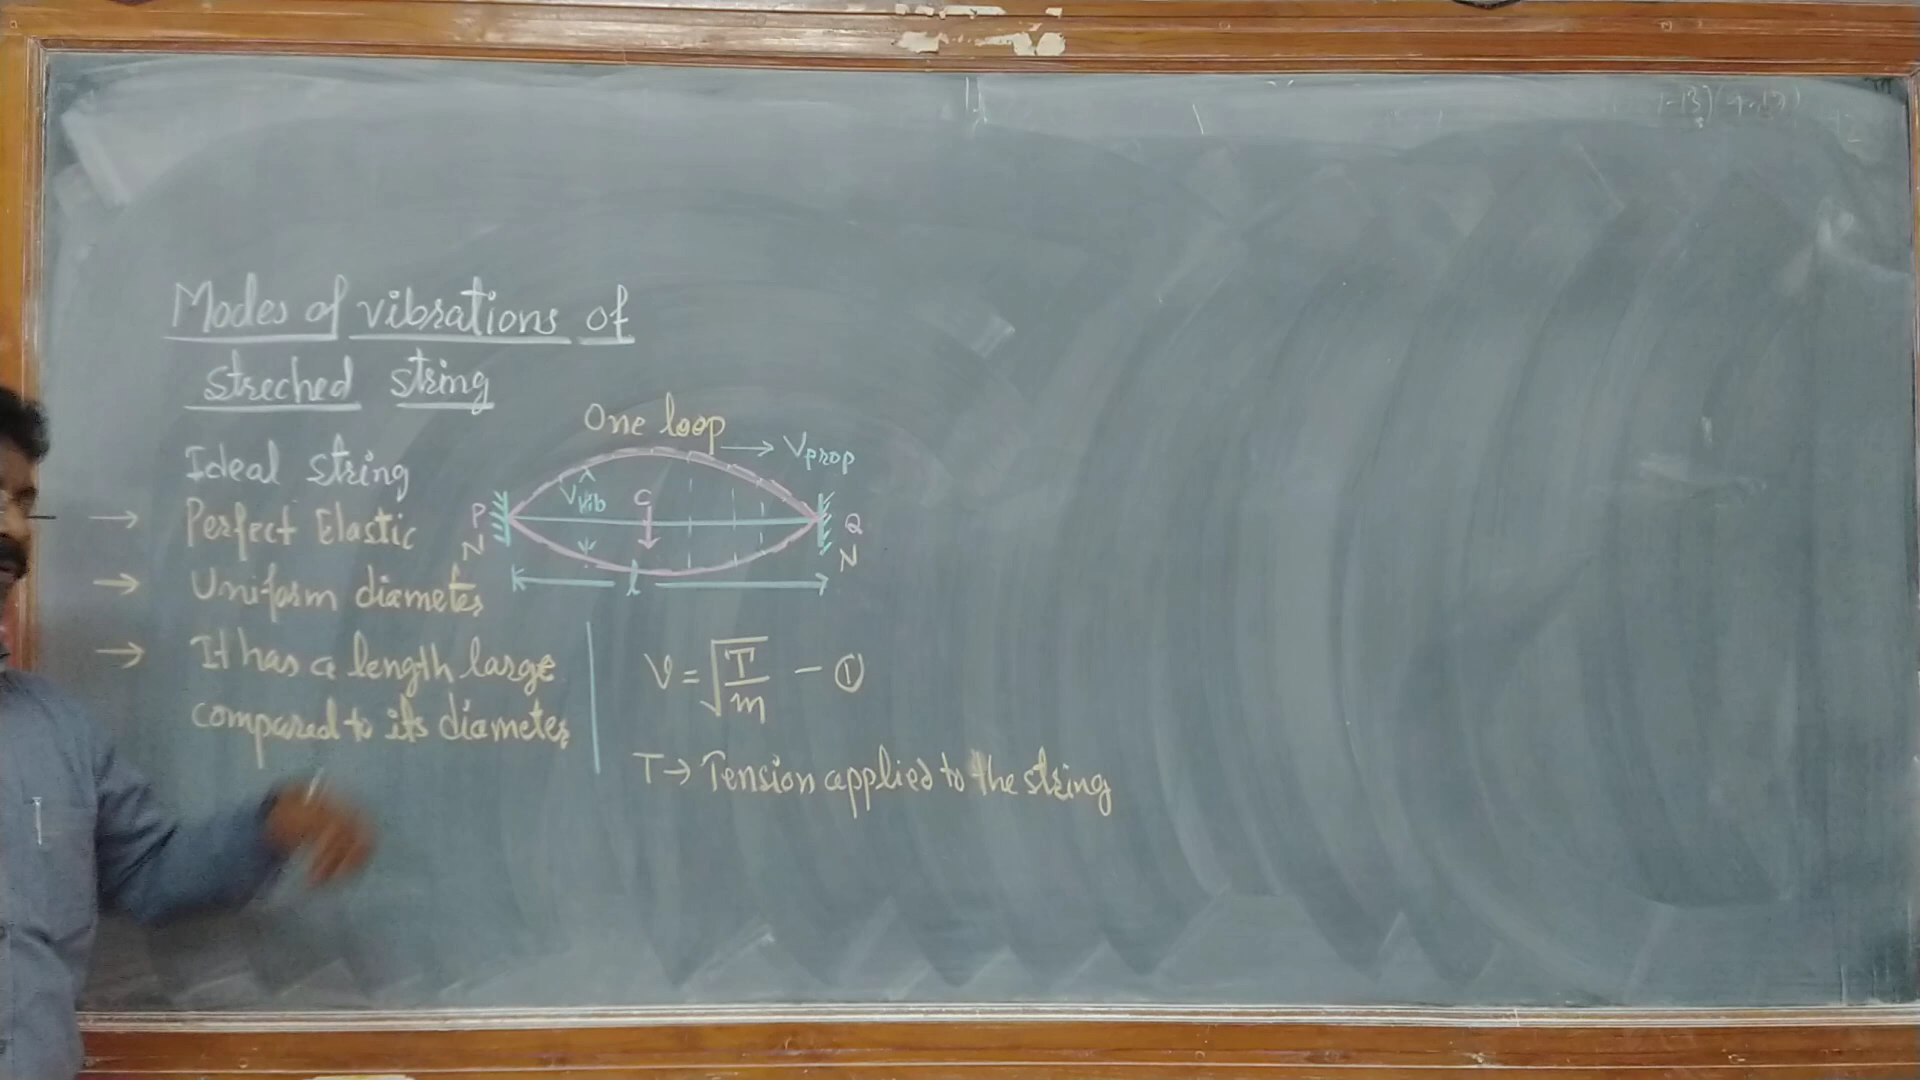 Modes of vibrations of
streched string
Ideal string
→ Perfect Elastic
→ Uniform diameter
→ It has a length large
compared to its diameter
One loop
→ Vprop
Vvib
C
P
N
Q
N
l
V = √T/m - ①
T → Tension applied to the string